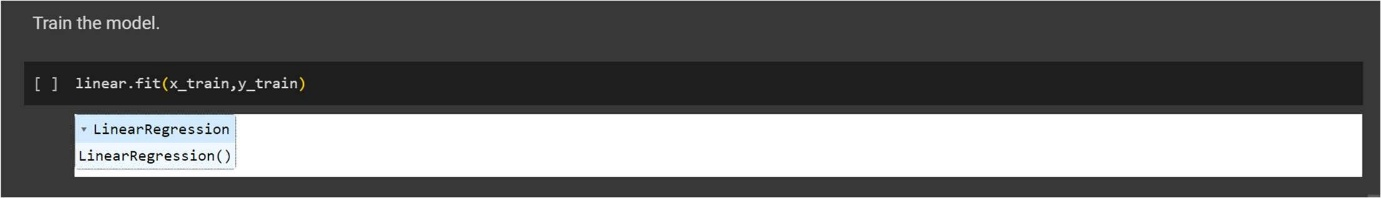 Train the model.
[ ] linear.fit(x_train,y_train)
▾ LinearRegression
LinearRegression()